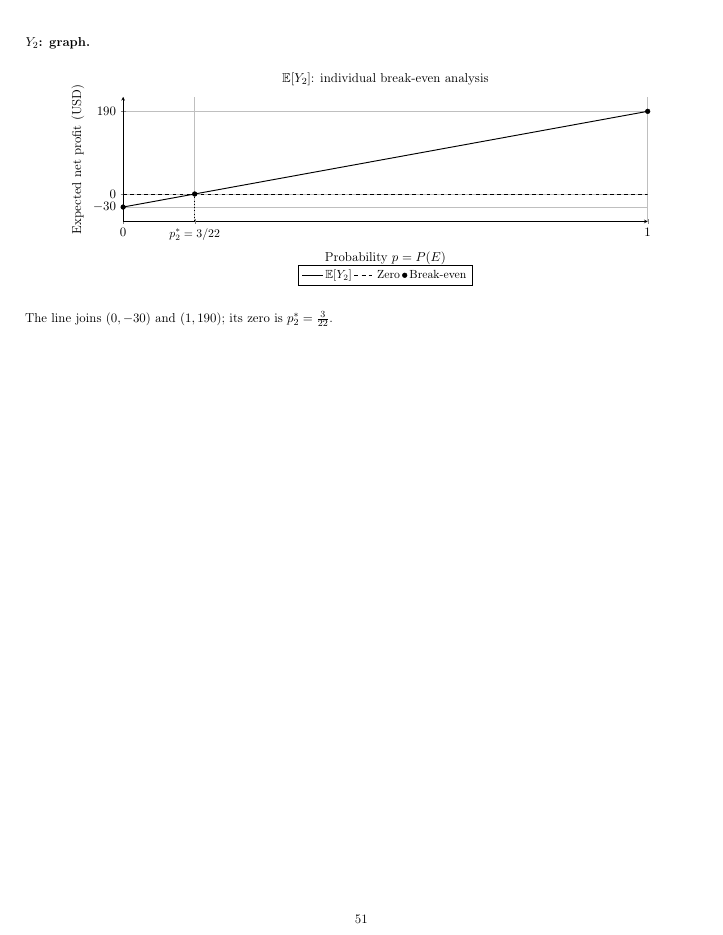 Y₂: graph.
𝔼[Y₂]: individual break-even analysis
Expected net profit (USD)
190
0
−30
0
p₂* = 3/22
1
Probability p = P(E)
𝔼[Y₂] Zero Break-even
The line joins (0, −30) and (1, 190); its zero is p₂* = 3/22.
51